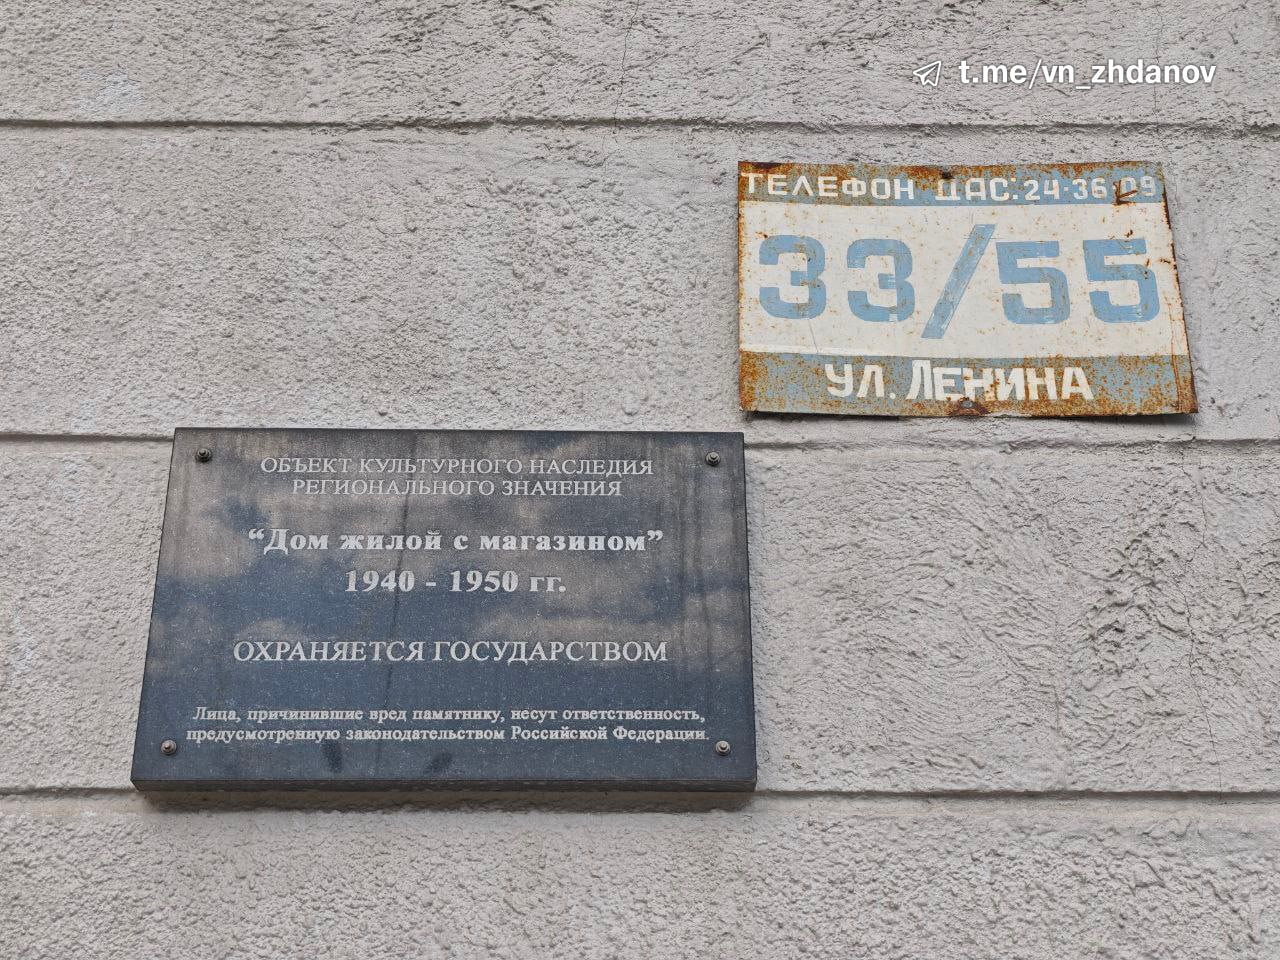 t.me/vn_zhdanov
ТЕЛЕФОН ЦАС: 24-36-09
33/55
УЛ. ЛЕНИНА
ОБЪЕКТ КУЛЬТУРНОГО НАСЛЕДИЯ
РЕГИОНАЛЬНОГО ЗНАЧЕНИЯ
“Дом жилой с магазином”
1940 - 1950 гг.
ОХРАНЯЕТСЯ ГОСУДАРСТВОМ
Лица, причинившие вред памятнику, несут ответственность,
предусмотренную законодательством Российской Федерации.